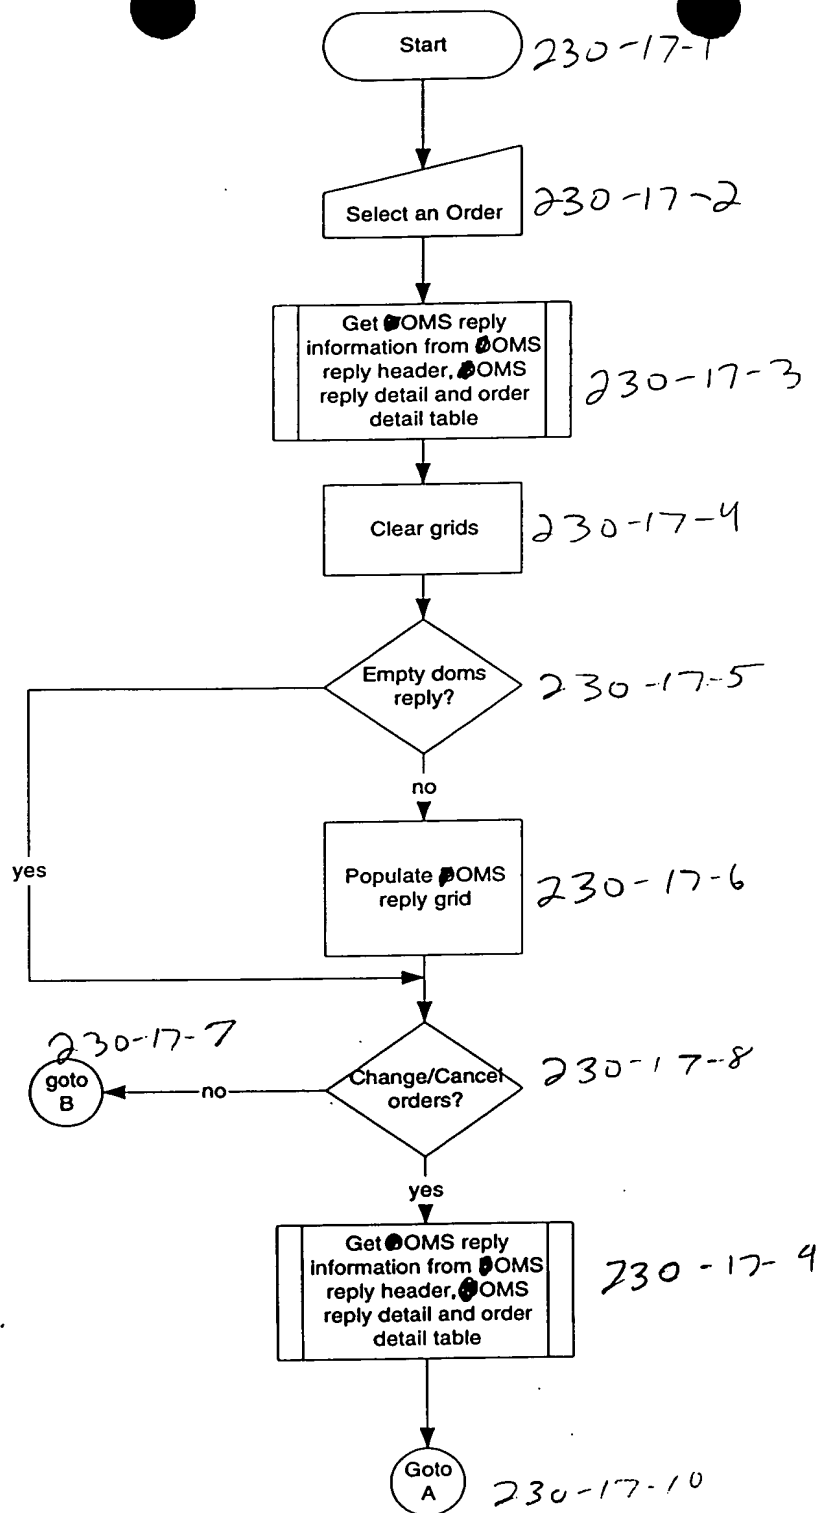 Start
230-17-1
Select an Order
230-17-2
Get OMS reply
information from OMS
reply header, OMS
reply detail and order
detail table
230-17-3
Clear grids
230-17-4
Empty doms
reply?
230-17-5
no
yes
Populate OMS
reply grid
230-17-6
230-17-7
goto
B
no
Change/Cancel
orders?
230-17-8
yes
Get OMS reply
information from OMS
reply header, OMS
reply detail and order
detail table
230-17-9
Goto
A
230-17-10